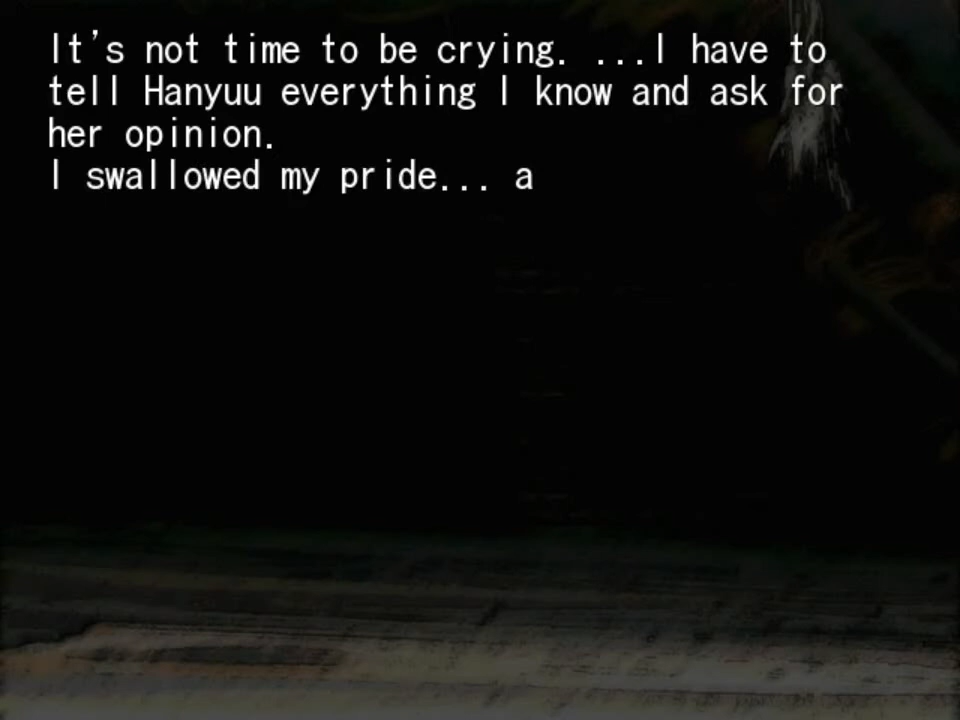 It's not time to be crying. ...I have to
tell Hanyuu everything I know and ask for
her opinion.
I swallowed my pride... a